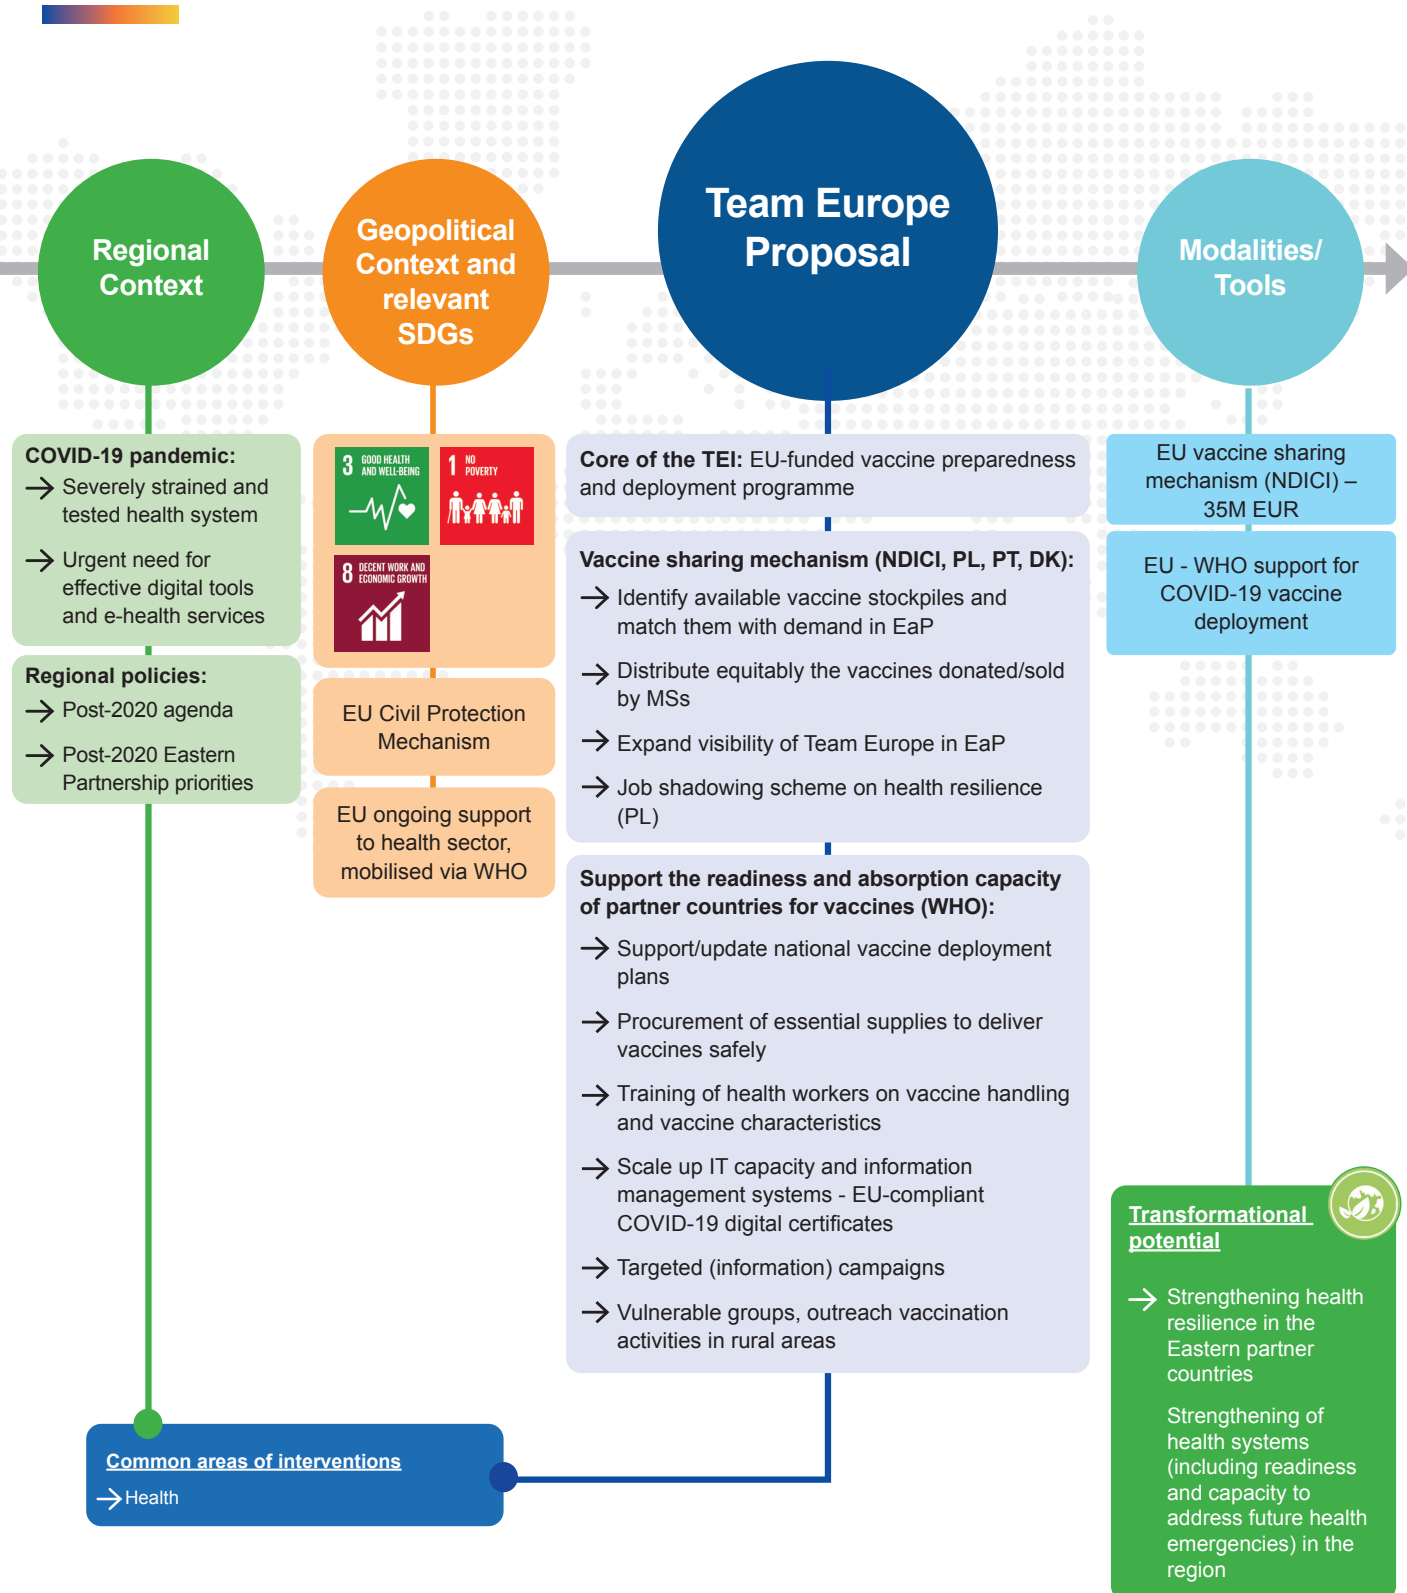 Regional
Context
Geopolitical
Context and
relevant
SDGs
Team Europe
Proposal
Modalities/
Tools
COVID-19 pandemic:
Severely strained and
tested health system
Urgent need for
effective digital tools
and e-health services
Regional policies:
Post-2020 agenda
Post-2020 Eastern
Partnership priorities
3 GOOD HEALTH
AND WELL-BEING
1 NO
POVERTY
8 DECENT WORK AND
ECONOMIC GROWTH
EU Civil Protection
Mechanism
EU ongoing support
to health sector,
mobilised via WHO
Core of the TEI: EU-funded vaccine preparedness
and deployment programme
Vaccine sharing mechanism (NDICI, PL, PT, DK):
Identify available vaccine stockpiles and
match them with demand in EaP
Distribute equitably the vaccines donated/sold
by MSs
Expand visibility of Team Europe in EaP
Job shadowing scheme on health resilience
(PL)
Support the readiness and absorption capacity
of partner countries for vaccines (WHO):
Support/update national vaccine deployment
plans
Procurement of essential supplies to deliver
vaccines safely
Training of health workers on vaccine handling
and vaccine characteristics
Scale up IT capacity and information
management systems - EU-compliant
COVID-19 digital certificates
Targeted (information) campaigns
Vulnerable groups, outreach vaccination
activities in rural areas
EU vaccine sharing
mechanism (NDICI) –
35M EUR
EU - WHO support for
COVID-19 vaccine
deployment
Transformational
potential
Strengthening health
resilience in the
Eastern partner
countries
Strengthening of
health systems
(including readiness
and capacity to
address future health
emergencies) in the
region
Common areas of interventions
Health